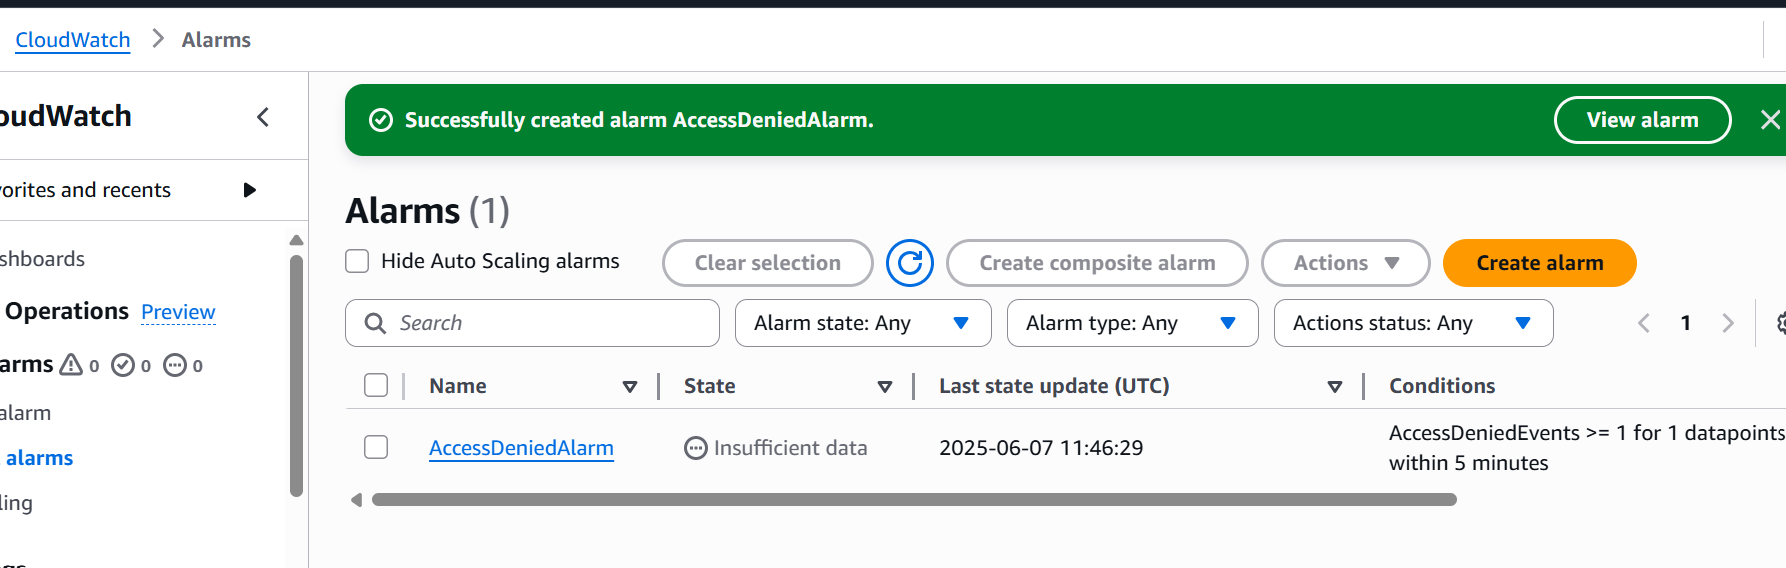 CloudWatch > Alarms
oudWatch
orites and recents
shboards
Operations Preview
arms 0 0 0
alarm
alarms
ling
Successfully created alarm AccessDeniedAlarm.
View alarm
Alarms (1)
Hide Auto Scaling alarms
Clear selection
Create composite alarm
Actions
Create alarm
Search
Alarm state: Any
Alarm type: Any
Actions status: Any
1
Name State Last state update (UTC) Conditions
AccessDeniedAlarm Insufficient data 2025-06-07 11:46:29 AccessDeniedEvents >= 1 for 1 datapoints
within 5 minutes